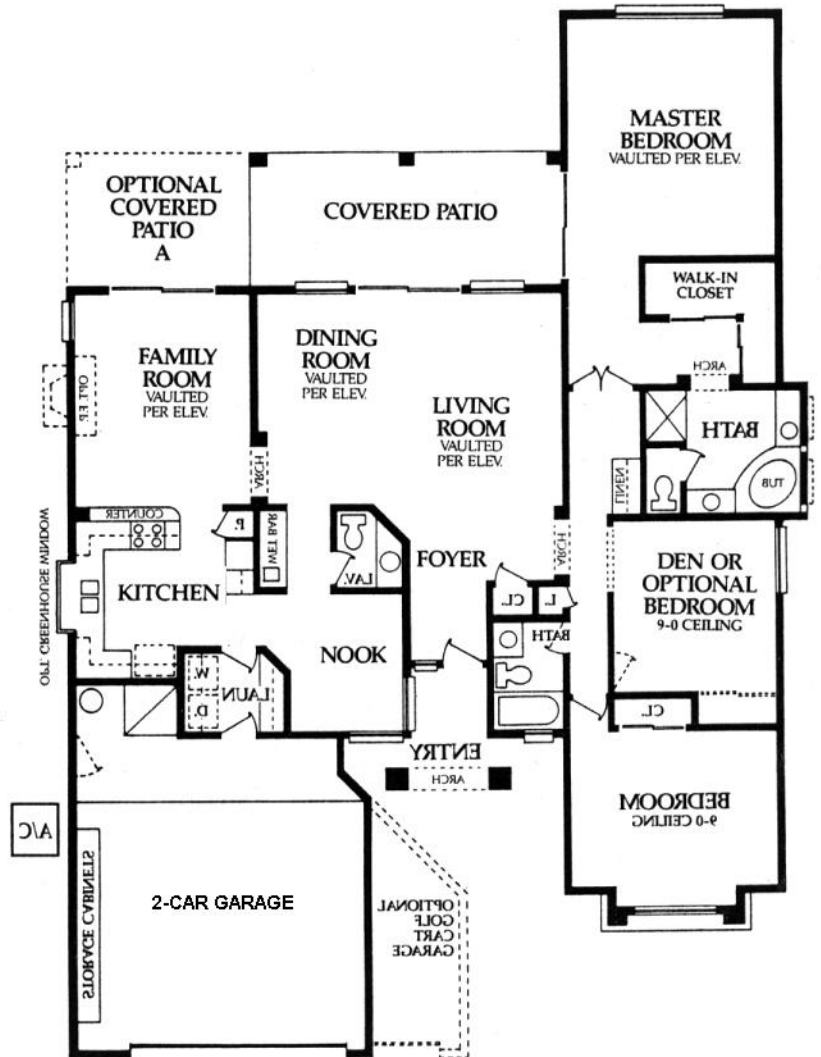 MASTER
BEDROOM
VAULTED PER ELEV.
OPTIONAL
COVERED
PATIO
A
COVERED PATIO
WALK-IN
CLOSET
ARCH
FAMILY
ROOM
VAULTED
PER ELEV.
DINING
ROOM
VAULTED
PER ELEV.
LIVING
ROOM
VAULTED
PER ELEV.
OPT. F.P.
BATH
TUB
LINEN
ARCH
COUNTER
P.
WET BAR
LAV.
FOYER
ARCH
DEN OR
OPTIONAL
BEDROOM
9-0 CEILING
OPT. GREENHOUSE WINDOW
KITCHEN
CL.
L.
BATH
NOOK
W.
D.
LAUN
CL.
ENTRY
ARCH
BEDROOM
9-0 CEILING
A/C
STORAGE CABINETS
2-CAR GARAGE
OPTIONAL
GOLF
CART
GARAGE